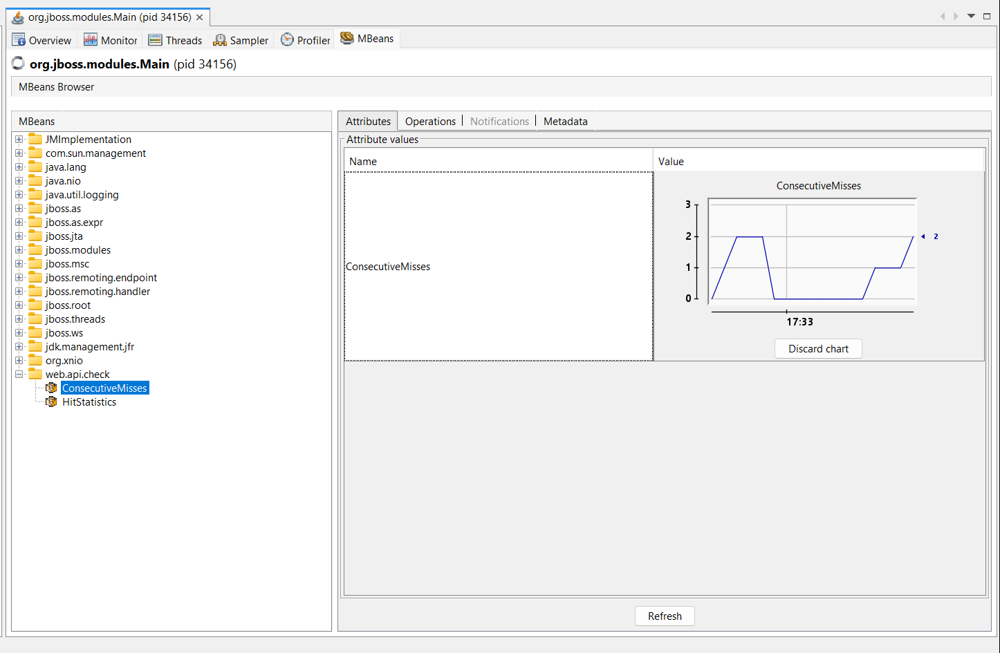 org.jboss.modules.Main (pid 34156)
Overview Monitor Threads Sampler Profiler MBeans
org.jboss.modules.Main (pid 34156)
MBeans Browser
MBeans
JMImplementation
com.sun.management
java.lang
java.nio
java.util.logging
jboss.as
jboss.as.expr
jboss.jta
jboss.modules
jboss.msc
jboss.remoting.endpoint
jboss.remoting.handler
jboss.root
jboss.threads
jboss.ws
jdk.management.jfr
org.xnio
web.api.check
ConsecutiveMisses
HitStatistics
Attributes Operations Notifications Metadata
Attribute values
Name Value
ConsecutiveMisses
ConsecutiveMisses
3
2 2
1
0
17:33
Discard chart
Refresh